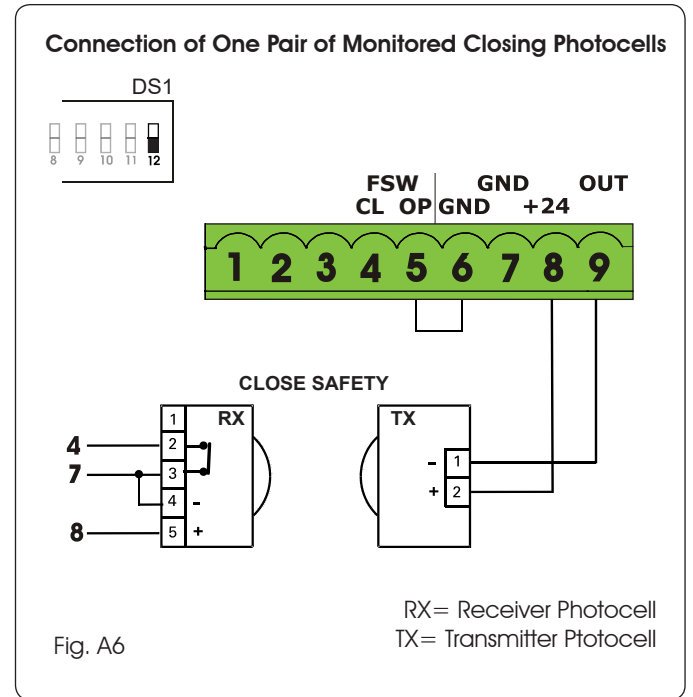 Connection of One Pair of Monitored Closing Photocells
DS1
8 9 10 11 12
FSW GND OUT
CL OP GND +24
1 2 3 4 5 6 7 8 9
CLOSE SAFETY
1 RX TX
4 2
7 3 - 1
4 - + 2
8 5 +
RX= Receiver Photocell
TX= Transmitter Ptotocell
Fig. A6